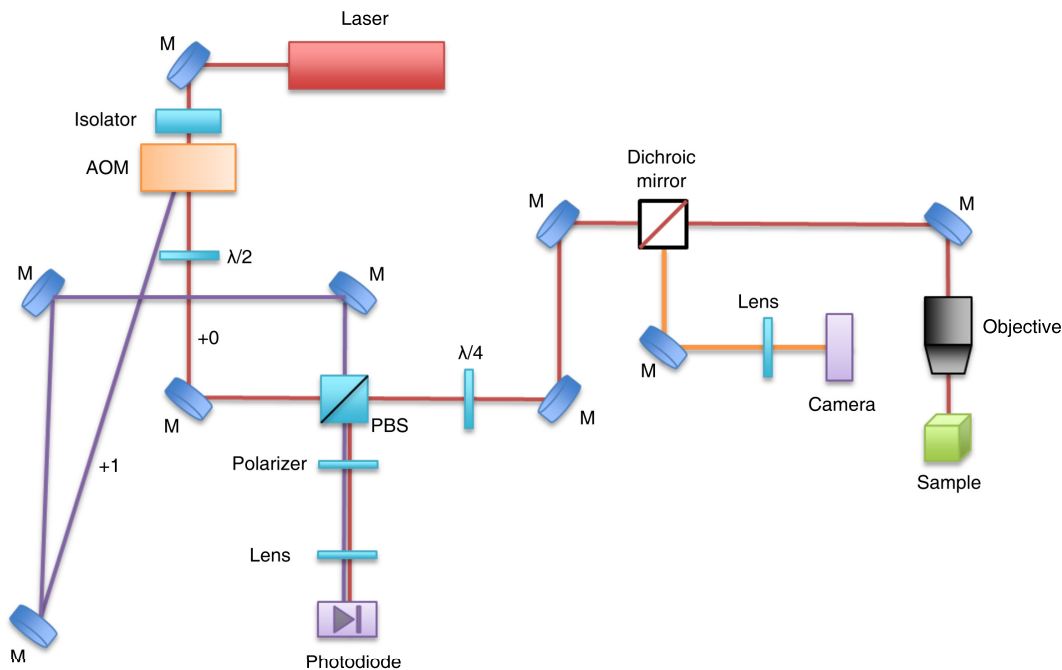 Laser
M
Isolator
AOM
Dichroic
mirror
M
M
λ/2
M
M
Lens
Objective
+0
λ/4
M
Camera
M
PBS
M
+1
Polarizer
Sample
Lens
M
Photodiode